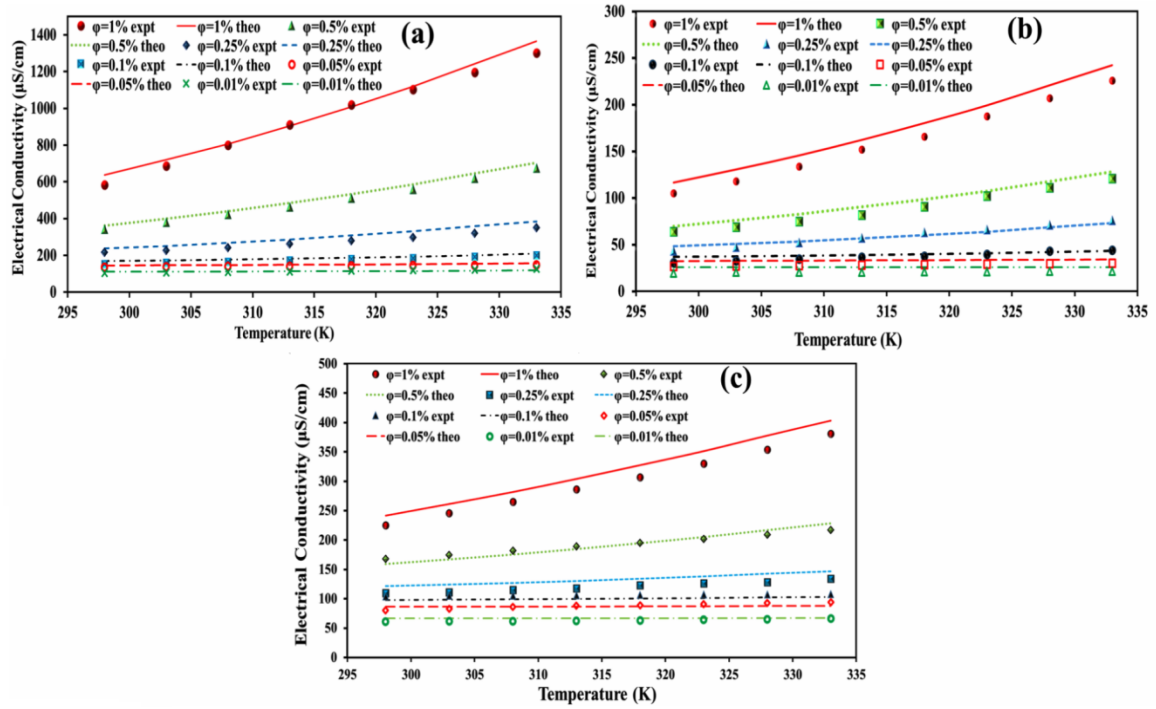 (a)
φ=1% expt φ=1% theo φ=0.5% expt
φ=0.5% theo φ=0.25% expt φ=0.25% theo
φ=0.1% expt φ=0.1% theo φ=0.05% expt
φ=0.05% theo φ=0.01% expt φ=0.01% theo
Electrical Conductivity (μS/cm)
1400
1200
1000
800
600
400
200
0
295 300 305 310 315 320 325 330 335
Temperature (K)
(b)
φ=1% expt φ=1% theo φ=0.5% expt
φ=0.5% theo φ=0.25% expt φ=0.25% theo
φ=0.1% expt φ=0.1% theo φ=0.05% expt
φ=0.05% theo φ=0.01% expt φ=0.01% theo
Electrical Conductivity (μS/cm)
300
250
200
150
100
50
0
295 300 305 310 315 320 325 330 335
Temperature (K)
(c)
φ=1% expt φ=1% theo φ=0.5% expt
φ=0.5% theo φ=0.25% expt φ=0.25% theo
φ=0.1% expt φ=0.1% theo φ=0.05% expt
φ=0.05% theo φ=0.01% expt φ=0.01% theo
Electrical Conductivity (μS/cm)
500
450
400
350
300
250
200
150
100
50
0
295 300 305 310 315 320 325 330 335
Temperature (K)